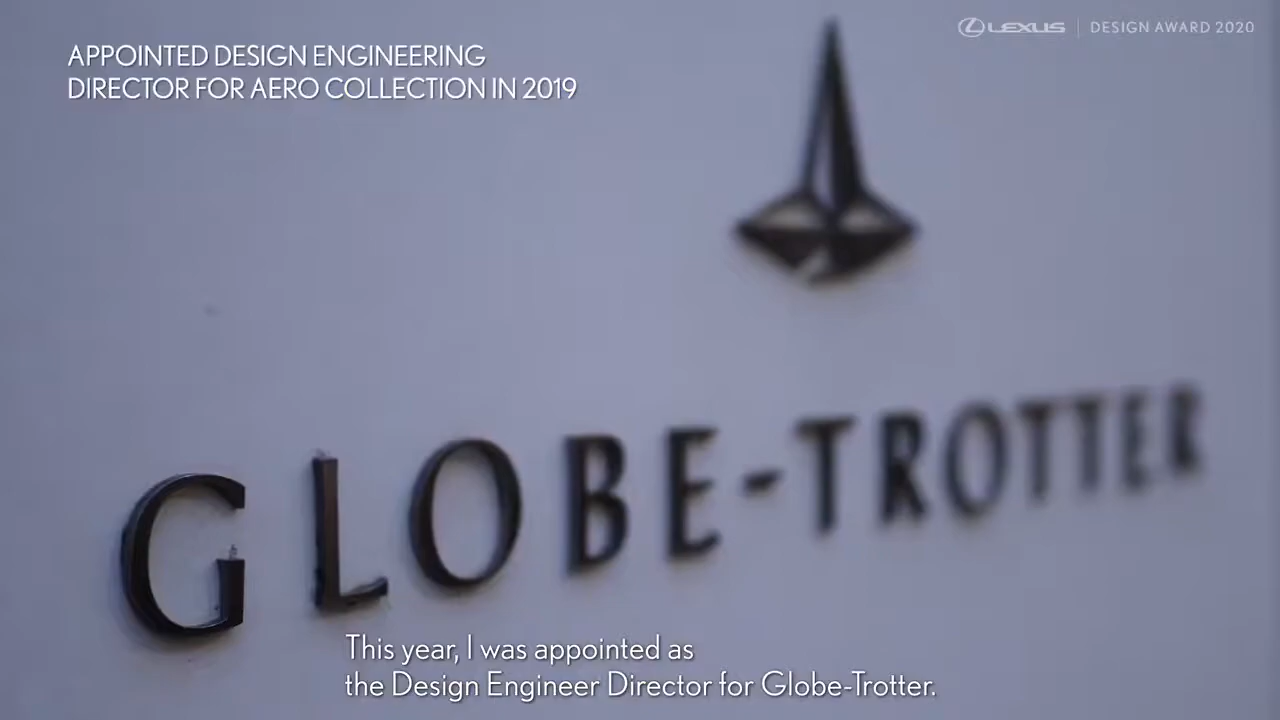 LEXUS | DESIGN AWARD 2020
APPOINTED DESIGN ENGINEERING
DIRECTOR FOR AERO COLLECTION IN 2019
GLOBE-TROTTER
This year, I was appointed as
the Design Engineer Director for Globe-Trotter.